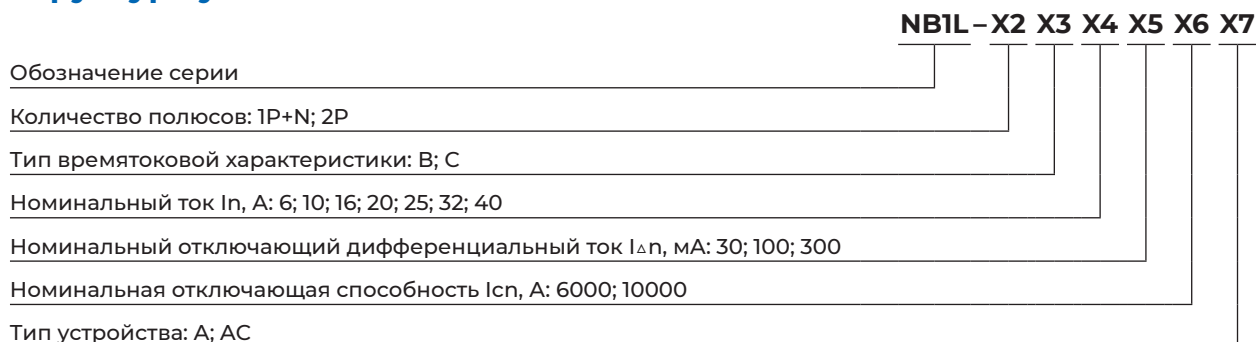 NB1L – X2 X3 X4 X5 X6 X7
Обозначение серии
Количество полюсов: 1P+N; 2P
Тип времятоковой характеристики: B; C
Номинальный ток In, А: 6; 10; 16; 20; 25; 32; 40
Номинальный отключающий дифференциальный ток I△n, мА: 30; 100; 300
Номинальная отключающая способность Icn, А: 6000; 10000
Тип устройства: А; АС